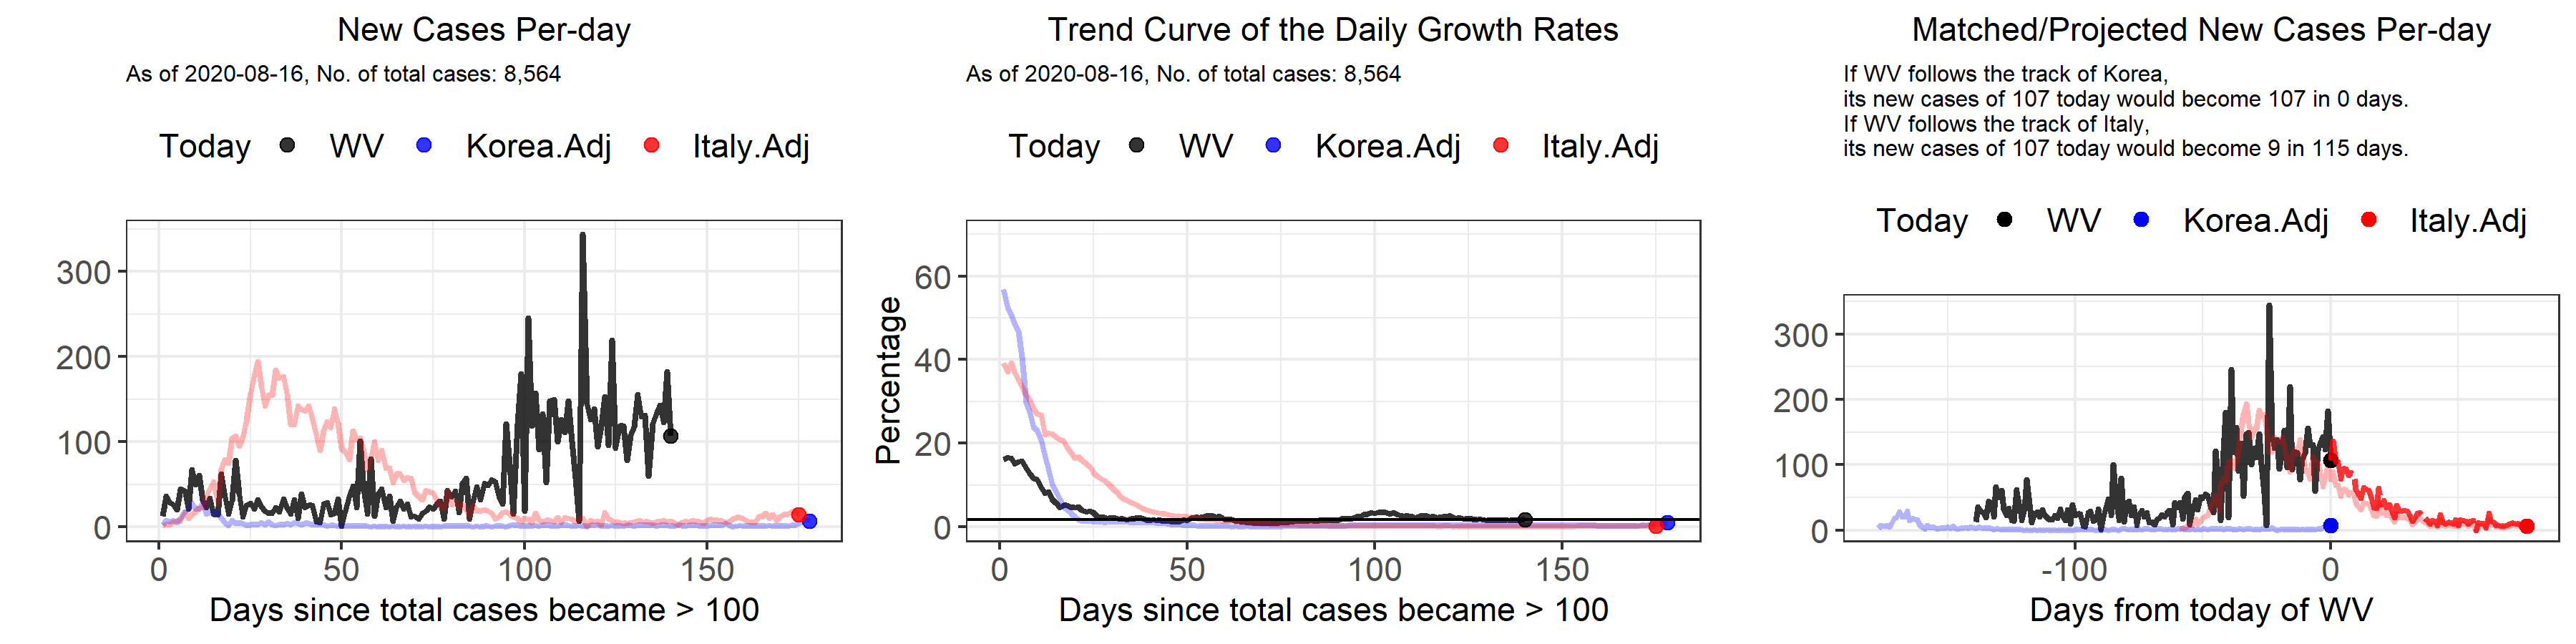 New Cases Per-day
As of 2020-08-16, No. of total cases: 8,564
Today WV Korea.Adj Italy.Adj
300
200
100
0
0 50 100 150
Days since total cases became > 100
Trend Curve of the Daily Growth Rates
As of 2020-08-16, No. of total cases: 8,564
Today WV Korea.Adj Italy.Adj
Percentage
60
40
20
0
0 50 100 150
Days since total cases became > 100
Matched/Projected New Cases Per-day
If WV follows the track of Korea,
its new cases of 107 today would become 107 in 0 days.
If WV follows the track of Italy,
its new cases of 107 today would become 9 in 115 days.
Today WV Korea.Adj Italy.Adj
300
200
100
0
-100 0
Days from today of WV